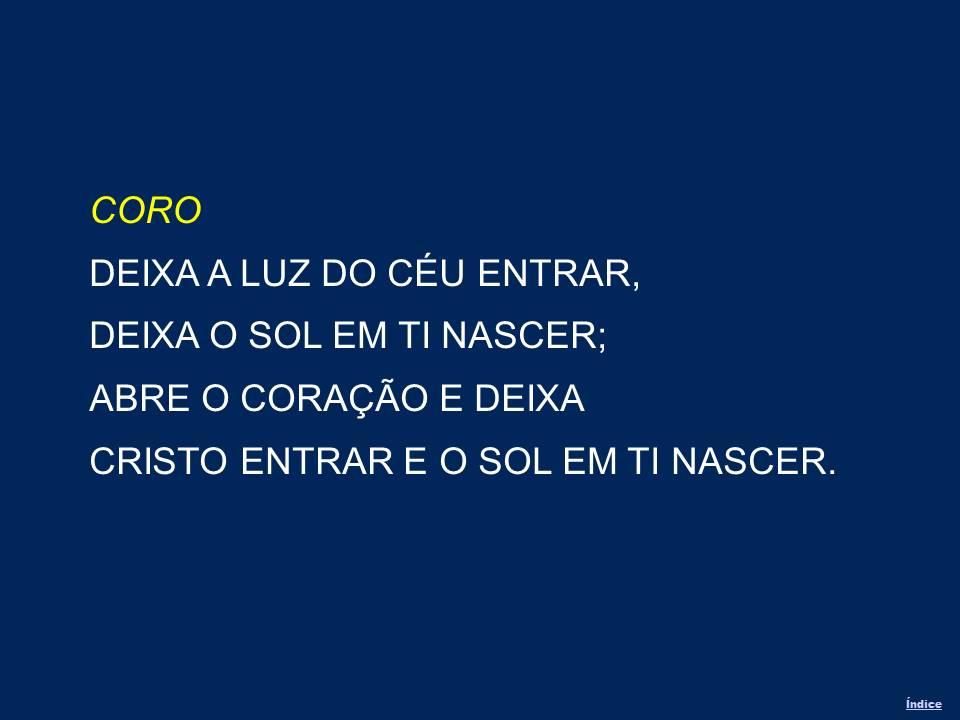 CORO
DEIXA A LUZ DO CÉU ENTRAR,
DEIXA O SOL EM TI NASCER;
ABRE O CORAÇÃO E DEIXA
CRISTO ENTRAR E O SOL EM TI NASCER.
Índice